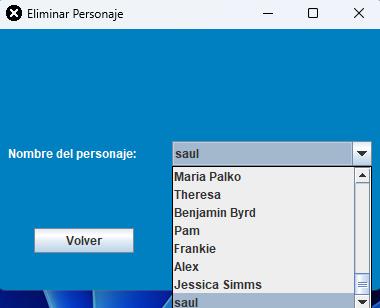 Eliminar Personaje
Nombre del personaje:
saul
Maria Palko
Theresa
Benjamin Byrd
Pam
Frankie
Alex
Jessica Simms
saul
Volver